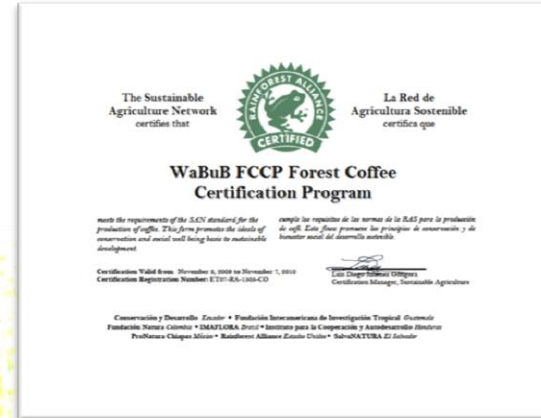 The Sustainable
Agriculture Network
certifies that
RAINFOREST ALLIANCE
CERTIFIED
La Red de
Agricultura Sostenible
certifica que
WaBuB FCCP Forest Coffee
Certification Program
meets the requirements of the SAN standard for the
production of coffee. This farm promotes the ideals of
conservation and social well being basic to sustainable
development.
cumple los requisitos de las normas de la RAS para la producción
de café. Esta finca promueve los principios de conservación y de
bienestar social del desarrollo sostenible.
Certification Valid from: November 8, 2009 to November 7, 2010
Certification Registration Number:
Luis Diego
Certification Manager, Sustainable Agriculture
Conservación y Desarrollo Ecuador • Fundación Interamericana de Investigación Tropical Guatemala
Fundación Natura Colombia • IMAFLORA Brasil • Instituto para la Cooperación y Autodesarrollo Honduras
ProNatura Chiapas México • Rainforest Alliance Estados Unidos • SalvaNATURA El Salvador